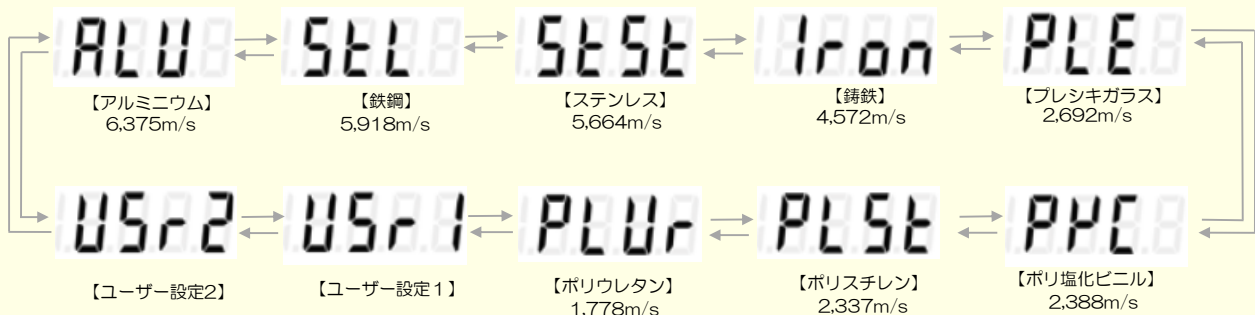 ALU StL StSt Iron PLE
【アルミニウム】 【鉄鋼】 【ステンレス】 【鋳鉄】 【プレシキガラス】
6,375m/s 5,918m/s 5,664m/s 4,572m/s 2,692m/s
USr2 USr1 PLUr PLSt PVC
【ユーザー設定2】 【ユーザー設定1】 【ポリウレタン】 【ポリスチレン】 【ポリ塩化ビニル】
1,778m/s 2,337m/s 2,388m/s